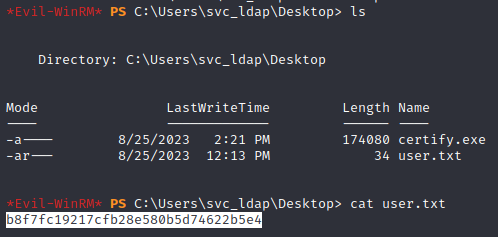 *Evil-WinRM* PS C:\Users\svc_ldap\Desktop> ls
Directory: C:\Users\svc_ldap\Desktop
Mode LastWriteTime Length Name
---- ------------- ------ ----
-a---- 8/25/2023 2:21 PM 174080 certify.exe
-ar--- 8/25/2023 12:13 PM 34 user.txt
*Evil-WinRM* PS C:\Users\svc_ldap\Desktop> cat user.txt
b8f7fc19217cfb28e580b5d74622b5e4